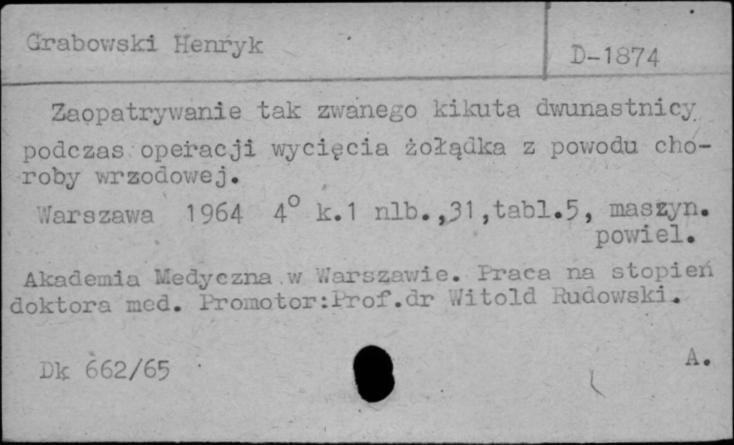 Grabowski Henryk
D-1874
Zaopatrywanie tak zwanego kikuta dwunastnicy
podczas operacji wycięcia żołądka z powodu cho-
roby wrzodowej.
Warszawa 1964 4° k.1 nlb.,31,tabl.5, maszyn.
powiel.
Akademia Medyczna w Warszawie. Praca na stopień
doktora med. Promotor:Prof.dr Witold Rudowski.
Dk 662/65
A.